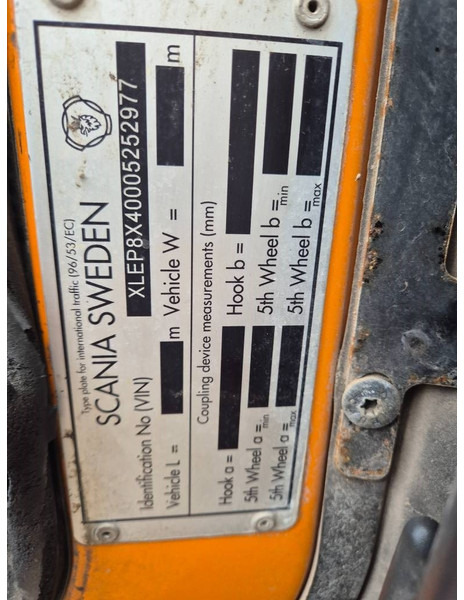 Type plate for international traffic (96/53/EC)
SCANIA SWEDEN
Identification No (VIN) XLEP8X40005252977
Vehicle L = m Vehicle W = m
Coupling device measurements (mm)
Hook a = Hook b =
5th Wheel a = min 5th Wheel b = min
5th Wheel a = max 5th Wheel b = max